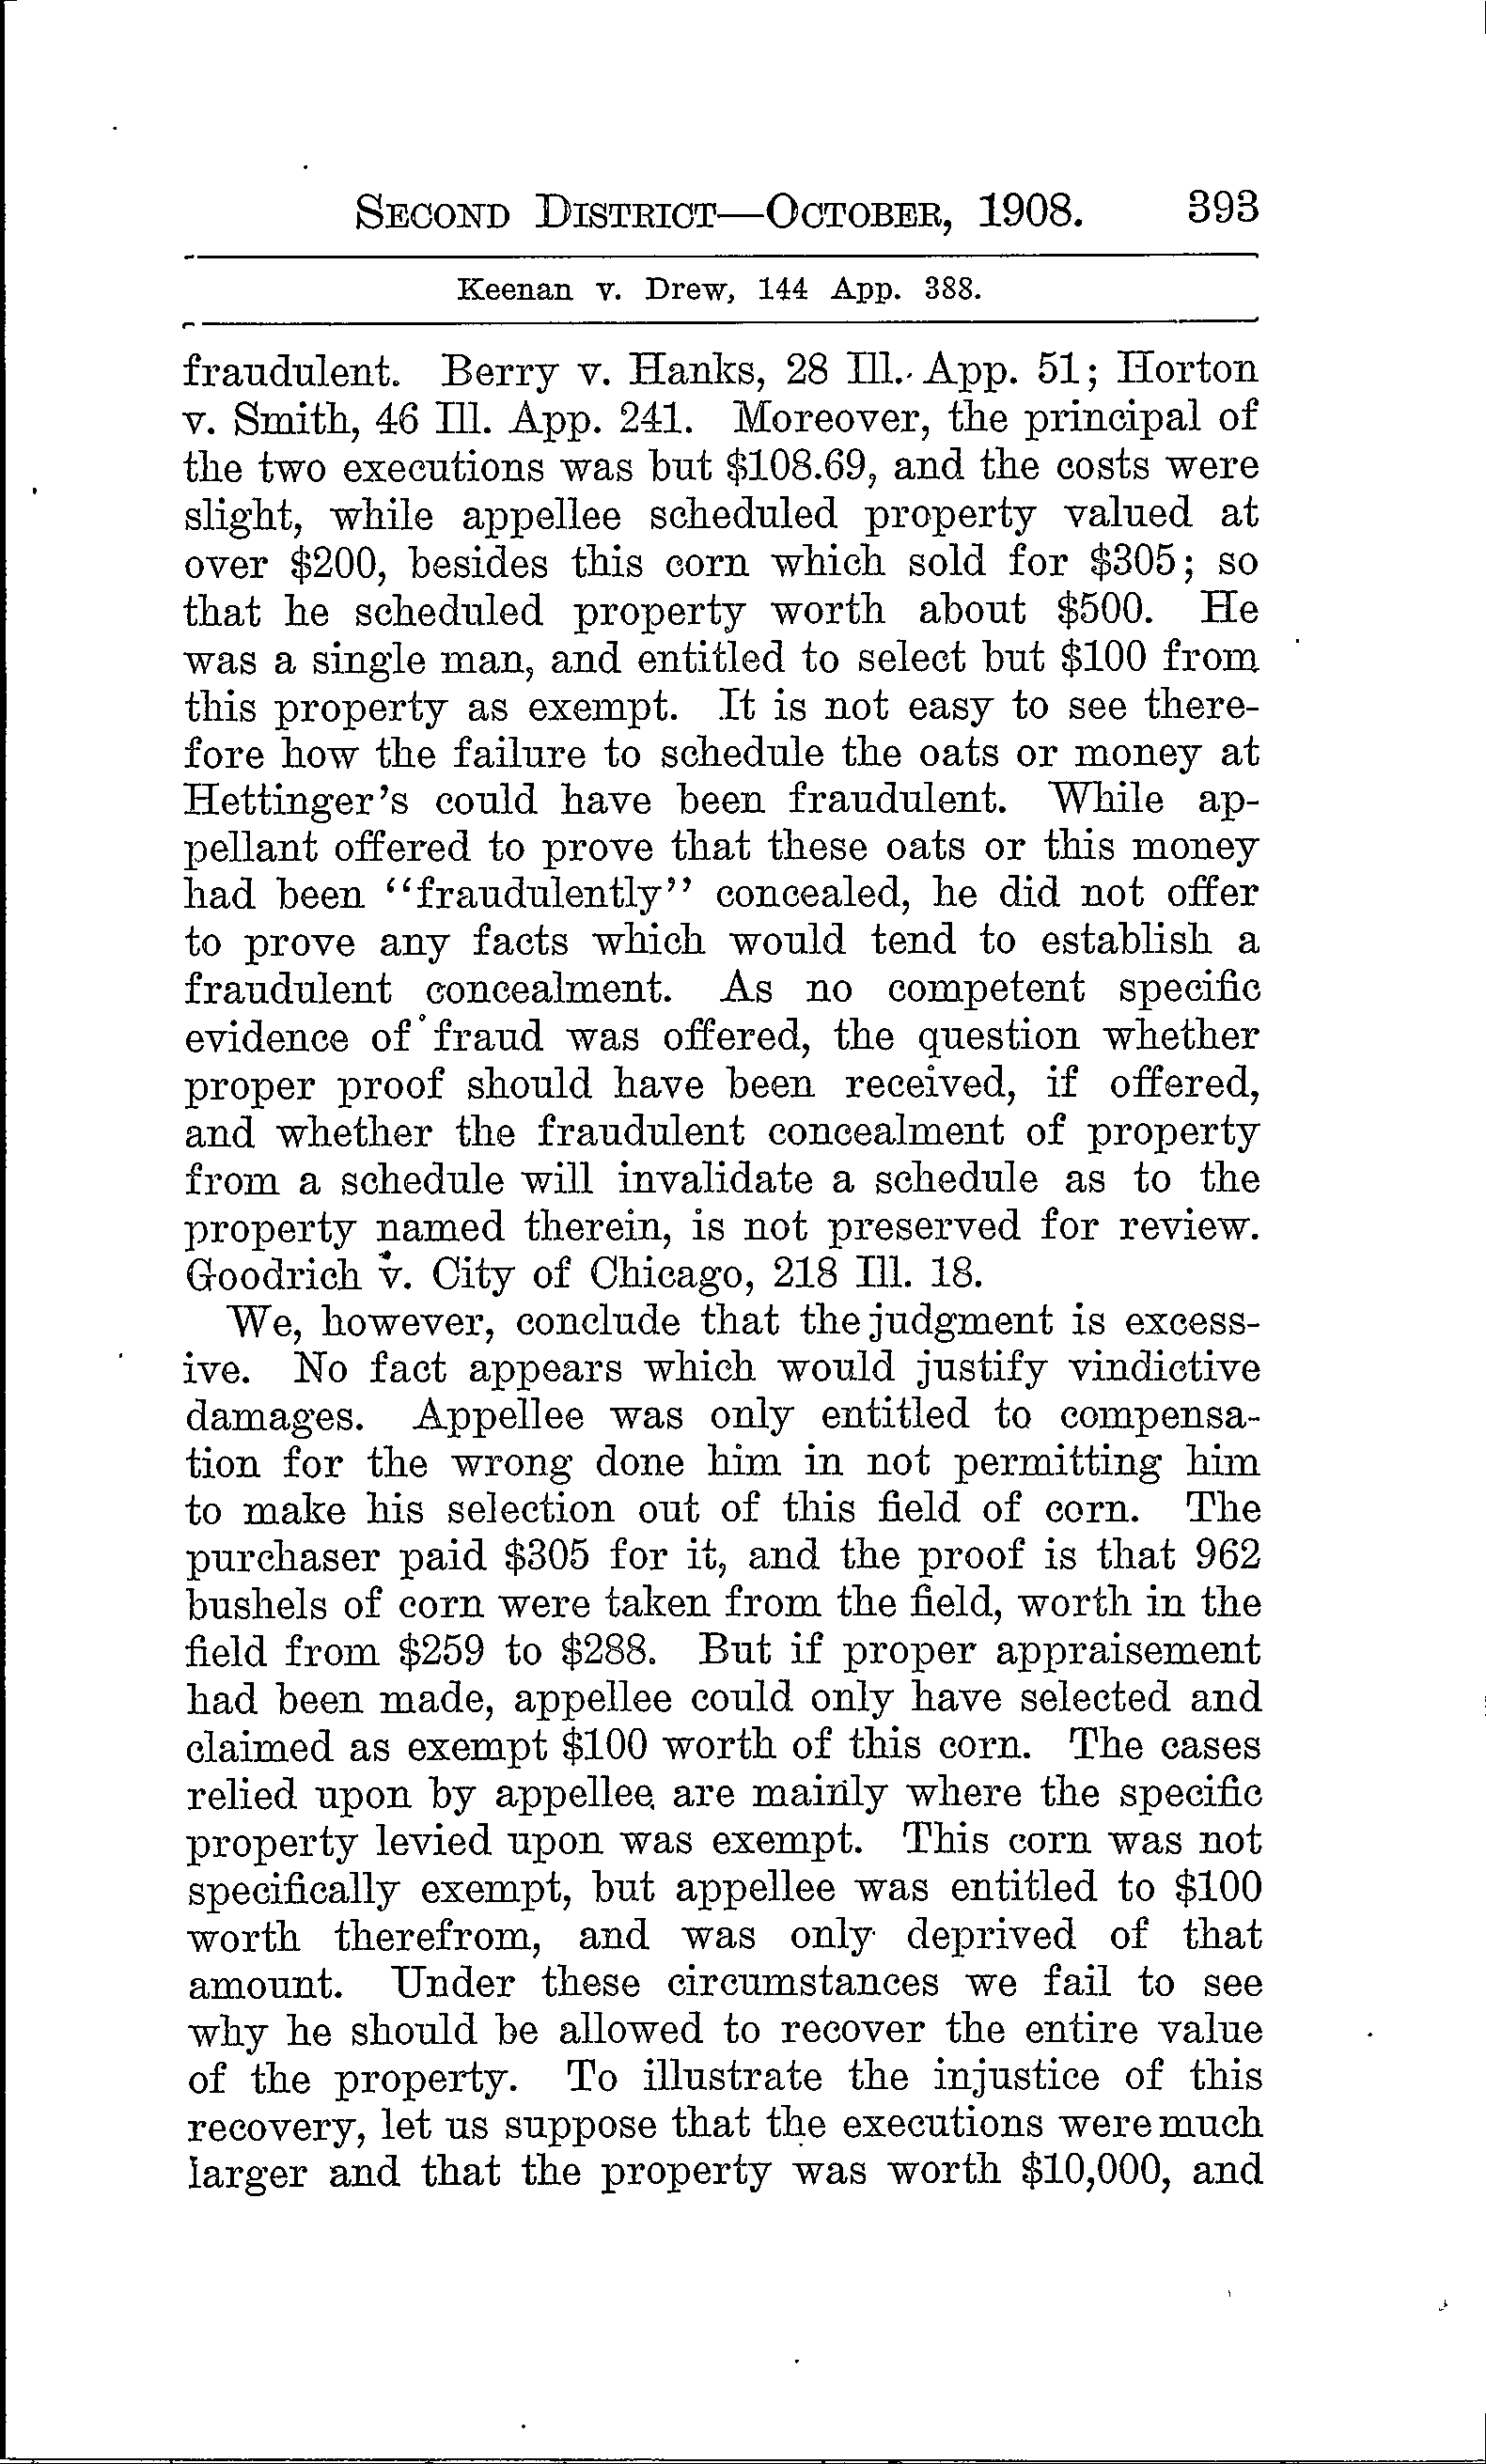 SECOND DISTRICT—OCTOBER, 1908. 393
Keenan v. Drew, 144 App. 388.
fraudulent. Berry v. Hanks, 28 Ill. App. 51; Horton
v. Smith, 46 Ill. App. 241. Moreover, the principal of
the two executions was but $108.69, and the costs were
slight, while appellee scheduled property valued at
over $200, besides this corn which sold for $305; so
that he scheduled property worth about $500. He
was a single man, and entitled to select but $100 from
this property as exempt. It is not easy to see there-
fore how the failure to schedule the oats or money at
Hettinger's could have been fraudulent. While ap-
pellant offered to prove that these oats or this money
had been "fraudulently" concealed, he did not offer
to prove any facts which would tend to establish a
fraudulent concealment. As no competent specific
evidence of fraud was offered, the question whether
proper proof should have been received, if offered,
and whether the fraudulent concealment of property
from a schedule will invalidate a schedule as to the
property named therein, is not preserved for review.
Goodrich v. City of Chicago, 218 Ill. 18.
We, however, conclude that the judgment is excess-
ive. No fact appears which would justify vindictive
damages. Appellee was only entitled to compensa-
tion for the wrong done him in not permitting him
to make his selection out of this field of corn. The
purchaser paid $305 for it, and the proof is that 962
bushels of corn were taken from the field, worth in the
field from $259 to $288. But if proper appraisement
had been made, appellee could only have selected and
claimed as exempt $100 worth of this corn. The cases
relied upon by appellee are mainly where the specific
property levied upon was exempt. This corn was not
specifically exempt, but appellee was entitled to $100
worth therefrom, and was only deprived of that
amount. Under these circumstances we fail to see
why he should be allowed to recover the entire value
of the property. To illustrate the injustice of this
recovery, let us suppose that the executions were much
larger and that the property was worth $10,000, and